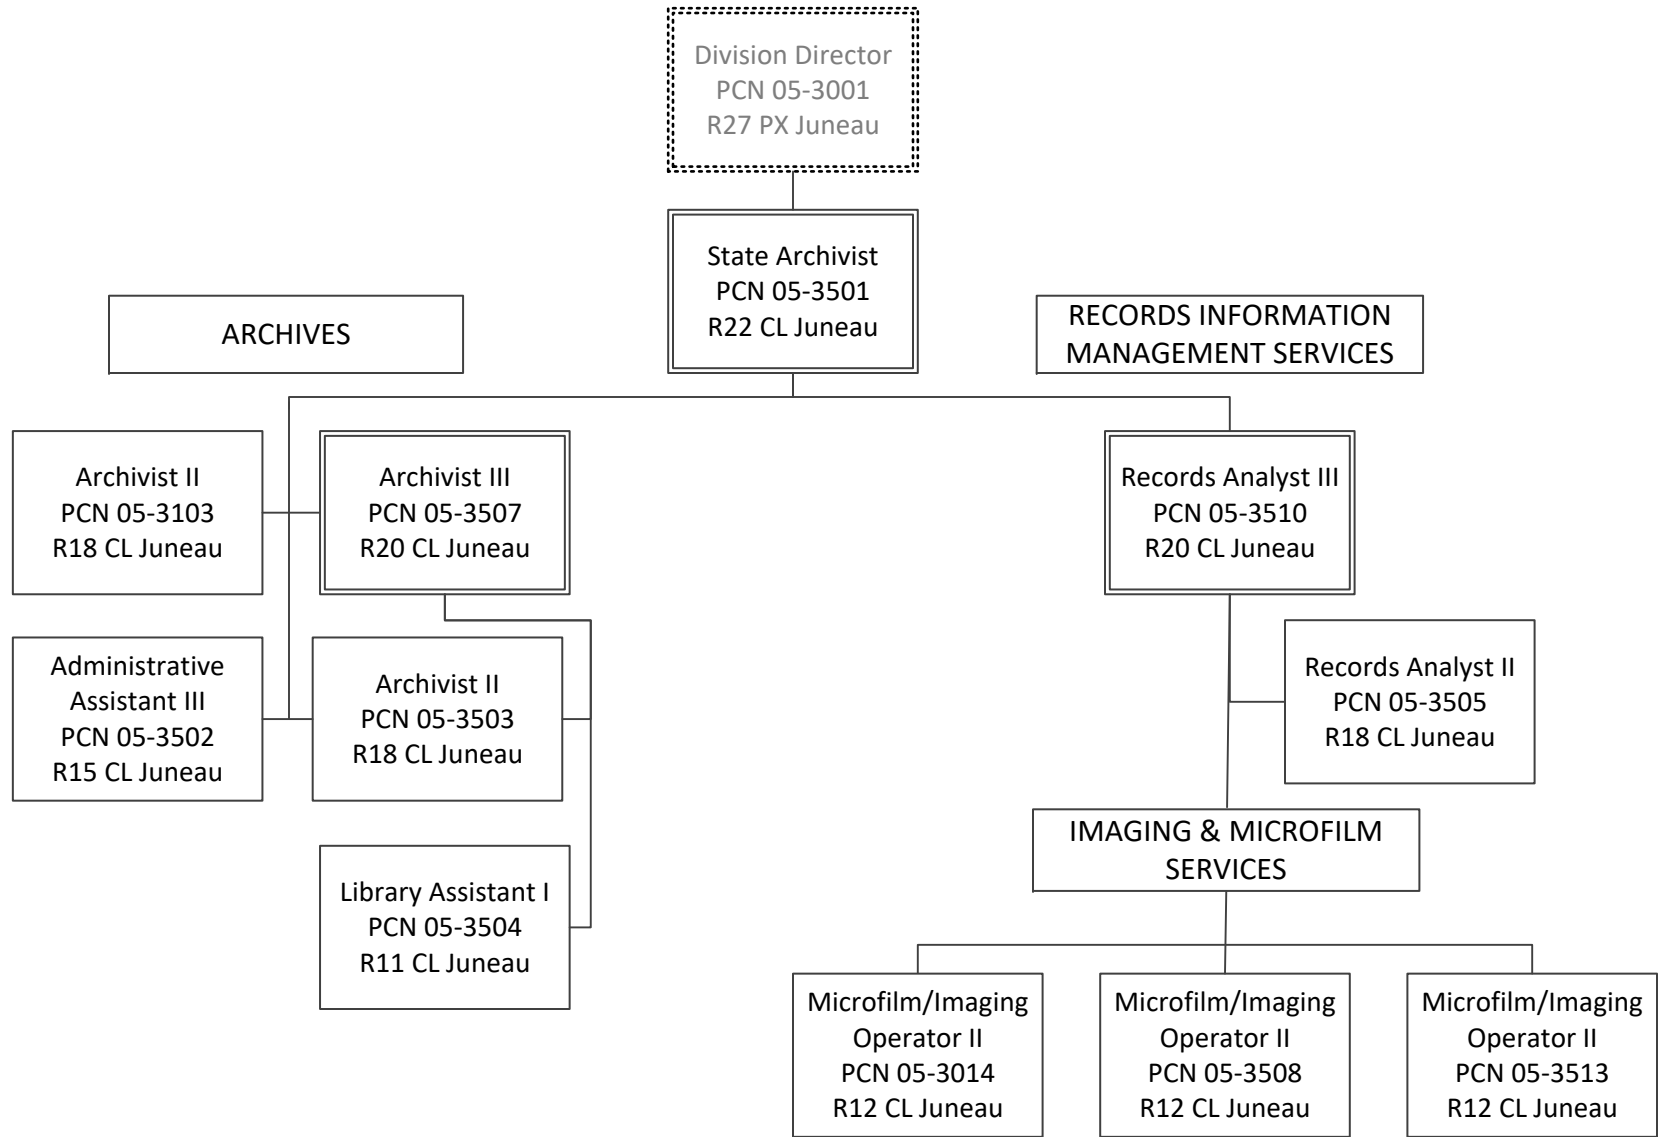 Division Director
PCN 05-3001
R27 PX Juneau
State Archivist
PCN 05-3501
R22 CL Juneau
ARCHIVES
RECORDS INFORMATION
MANAGEMENT SERVICES
Archivist II
PCN 05-3103
R18 CL Juneau
Archivist III
PCN 05-3507
R20 CL Juneau
Records Analyst III
PCN 05-3510
R20 CL Juneau
Administrative
Assistant III
PCN 05-3502
R15 CL Juneau
Archivist II
PCN 05-3503
R18 CL Juneau
Records Analyst II
PCN 05-3505
R18 CL Juneau
IMAGING & MICROFILM
SERVICES
Library Assistant I
PCN 05-3504
R11 CL Juneau
Microfilm/Imaging
Operator II
PCN 05-3014
R12 CL Juneau
Microfilm/Imaging
Operator II
PCN 05-3508
R12 CL Juneau
Microfilm/Imaging
Operator II
PCN 05-3513
R12 CL Juneau